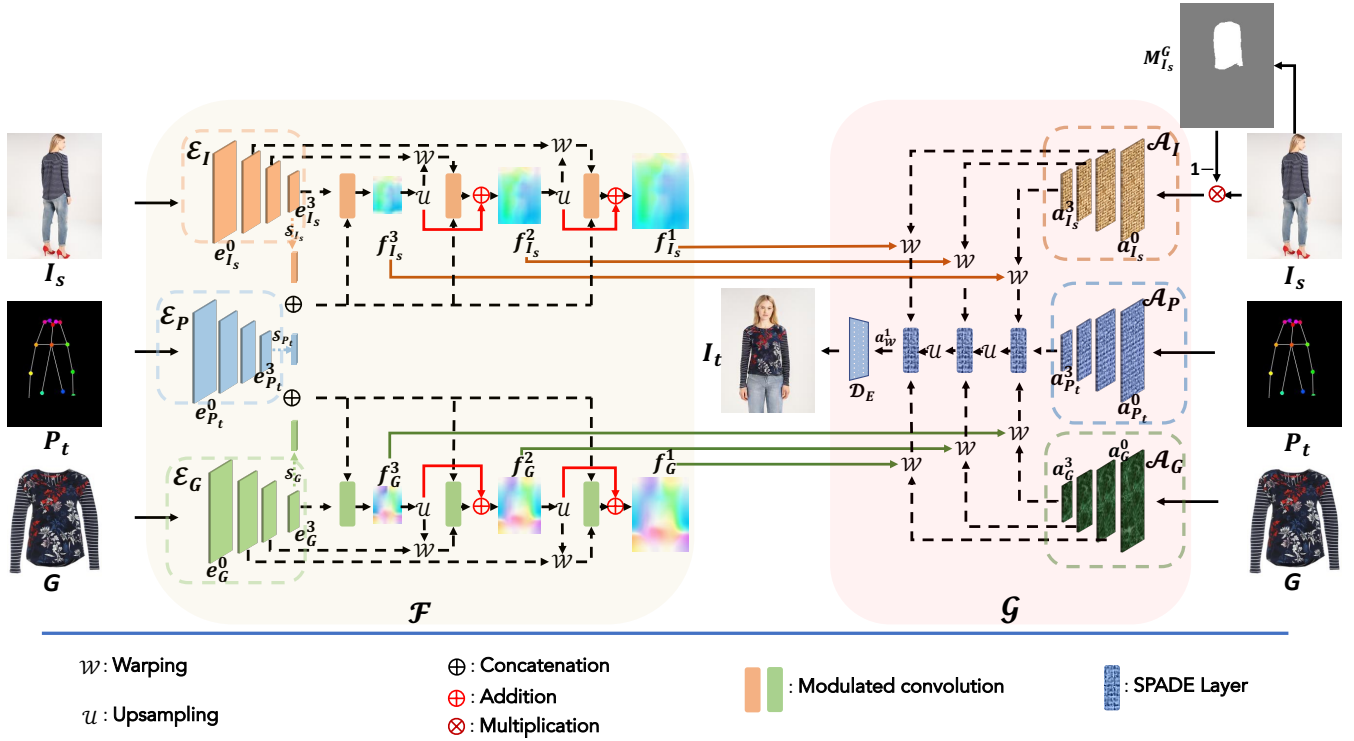 M^G_{I_s}
ℰ_I
𝒜_I
1−
e^3_{I_s}
s_{I_s}
e^0_{I_s}
a^3_{I_s}
a^0_{I_s}
𝒲
𝒲
𝒰
𝒰
f^3_{I_s}
f^2_{I_s}
f^1_{I_s}
𝒲
𝒲
𝒲
I_s
I_s
ℰ_P
𝒜_P
s_{P_t}
e^3_{P_t}
e^0_{P_t}
I_t
𝒟_E
a^1_𝒲
𝒰
𝒰
a^3_{P_t}
a^0_{P_t}
P_t
P_t
ℰ_G
𝒜_G
s_G
e^3_G
e^0_G
f^3_G
f^2_G
f^1_G
𝒰
𝒰
𝒲
𝒲
𝒲
𝒲
𝒲
a^3_G
a^0_G
G
G
ℱ
𝒢
𝒲 : Warping
𝒰 : Upsampling
⊕ : Concatenation
⊕ : Addition
⊗ : Multiplication
: Modulated convolution
: SPADE Layer